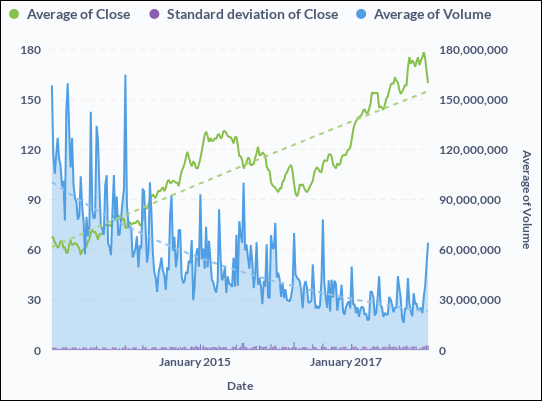 Average of Close Standard deviation of Close Average of Volume
180 180,000,000
150 150,000,000
120 120,000,000
90 90,000,000
60 60,000,000
30 30,000,000
0 0
Average of Volume
January 2015 January 2017
Date